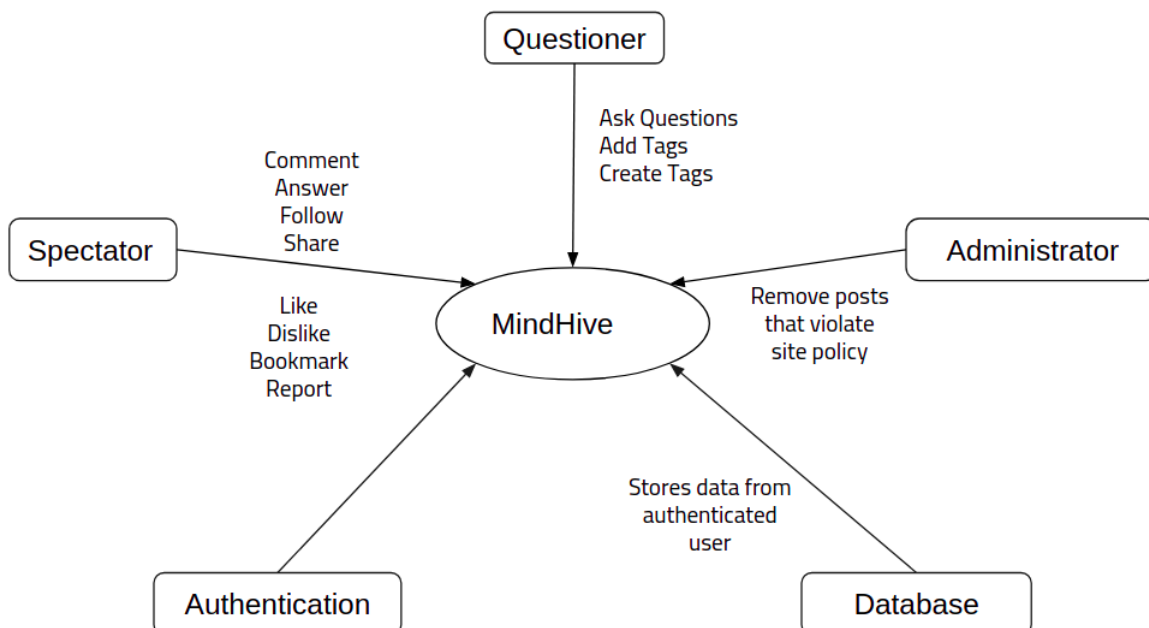 Questioner
Ask Questions
Add Tags
Create Tags
Comment
Answer
Follow
Share
Spectator
Administrator
Like
Dislike
Bookmark
Report
MindHive
Remove posts
that violate
site policy
Stores data from
authenticated
user
Authentication
Database